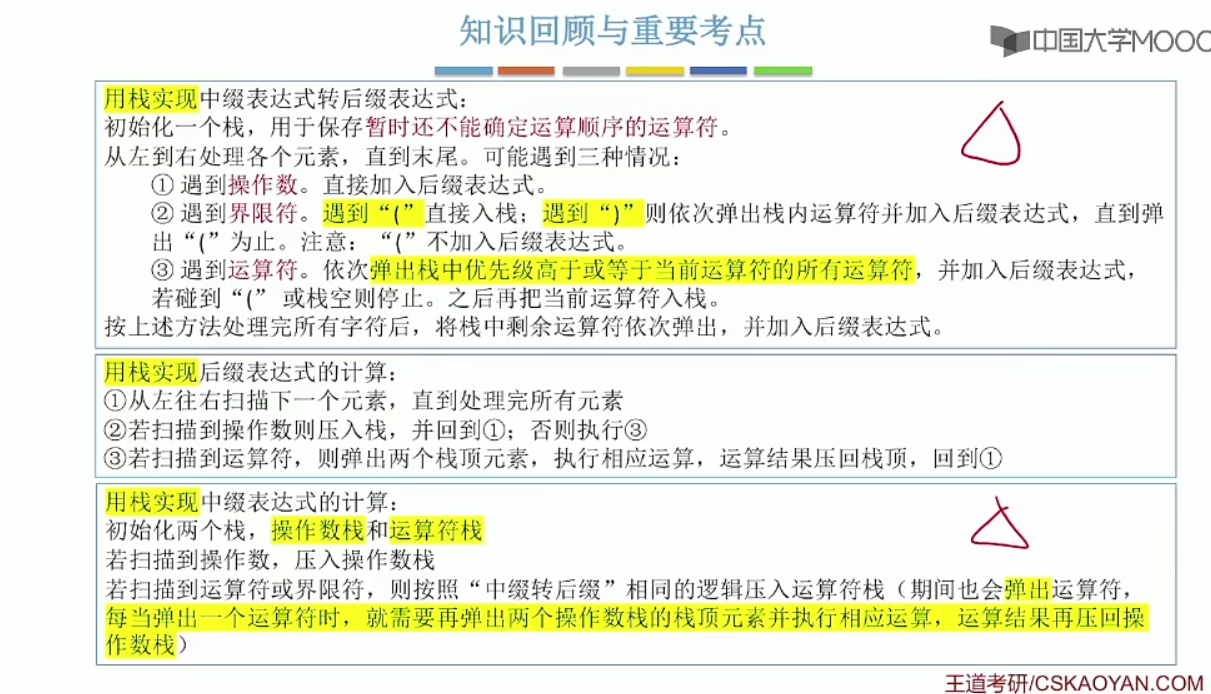 知识回顾与重要考点
中国大学MOOC
用栈实现中缀表达式转后缀表达式：
初始化一个栈，用于保存暂时还不能确定运算顺序的运算符。
从左到右处理各个元素，直到末尾。可能遇到三种情况：
① 遇到操作数。直接加入后缀表达式。
② 遇到界限符。遇到“(”直接入栈；遇到“)”则依次弹出栈内运算符并加入后缀表达式，直到弹
出“(”为止。注意：“(”不加入后缀表达式。
③ 遇到运算符。依次弹出栈中优先级高于或等于当前运算符的所有运算符，并加入后缀表达式，
若碰到“(” 或栈空则停止。之后再把当前运算符入栈。
按上述方法处理完所有字符后，将栈中剩余运算符依次弹出，并加入后缀表达式。
用栈实现后缀表达式的计算：
①从左往右扫描下一个元素，直到处理完所有元素
②若扫描到操作数则压入栈，并回到①；否则执行③
③若扫描到运算符，则弹出两个栈顶元素，执行相应运算，运算结果压回栈顶，回到①
用栈实现中缀表达式的计算：
初始化两个栈，操作数栈和运算符栈
若扫描到操作数，压入操作数栈
若扫描到运算符或界限符，则按照“中缀转后缀”相同的逻辑压入运算符栈（期间也会弹出运算符，
每当弹出一个运算符时，就需要再弹出两个操作数栈的栈顶元素并执行相应运算，运算结果再压回操
作数栈）
王道考研/CSKAOYAN.COM